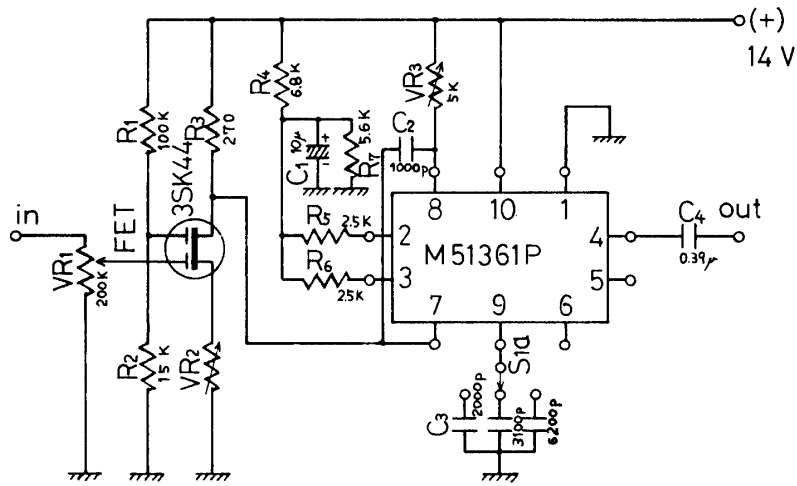 (+)
14 V
R4
6.8K
VR3
5K
R1
100K
R3
270
C1
10μ
+
5.6K
R7
C2
1000p
3SK44
FET
in
VR1
200K
R5
2.5K
R6
2.5K
8
10
1
2
M51361P
4
3
5
7
9
6
C4
0.39μ
out
R2
15K
VR2
S1a
C3
2000p
3100p
6200p